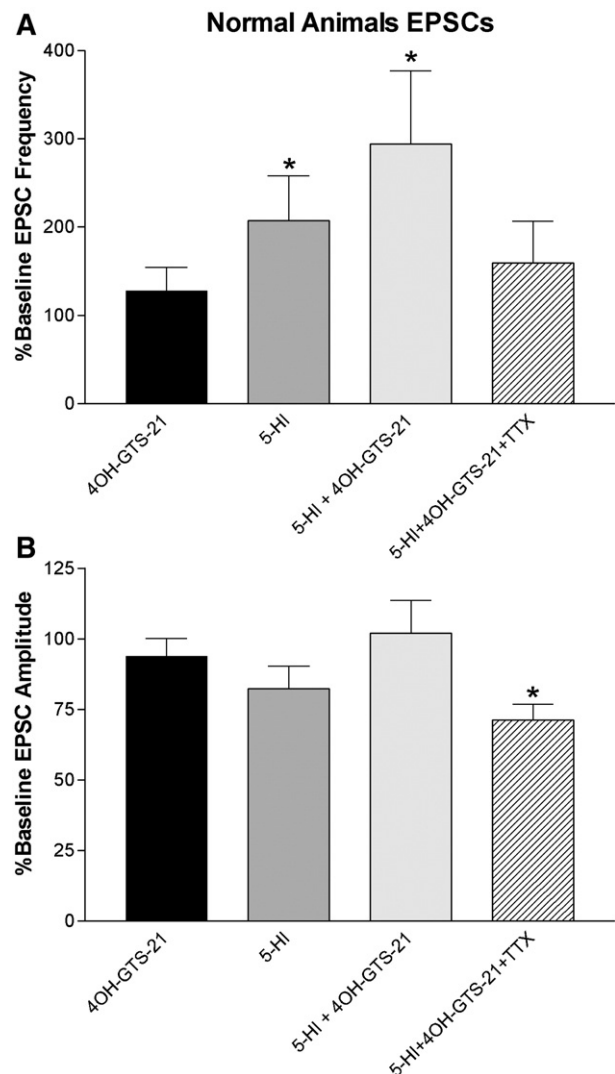 A
Normal Animals EPSCs
%Baseline EPSC Frequency
400
300
200
100
0
*
*
4OH-GTS-21
5-HI
5-HI + 4OH-GTS-21
5-HI+4OH-GTS-21+TTX
B
%Baseline EPSC Amplitude
125
100
75
50
25
0
*
4OH-GTS-21
5-HI
5-HI + 4OH-GTS-21
5-HI+4OH-GTS-21+TTX